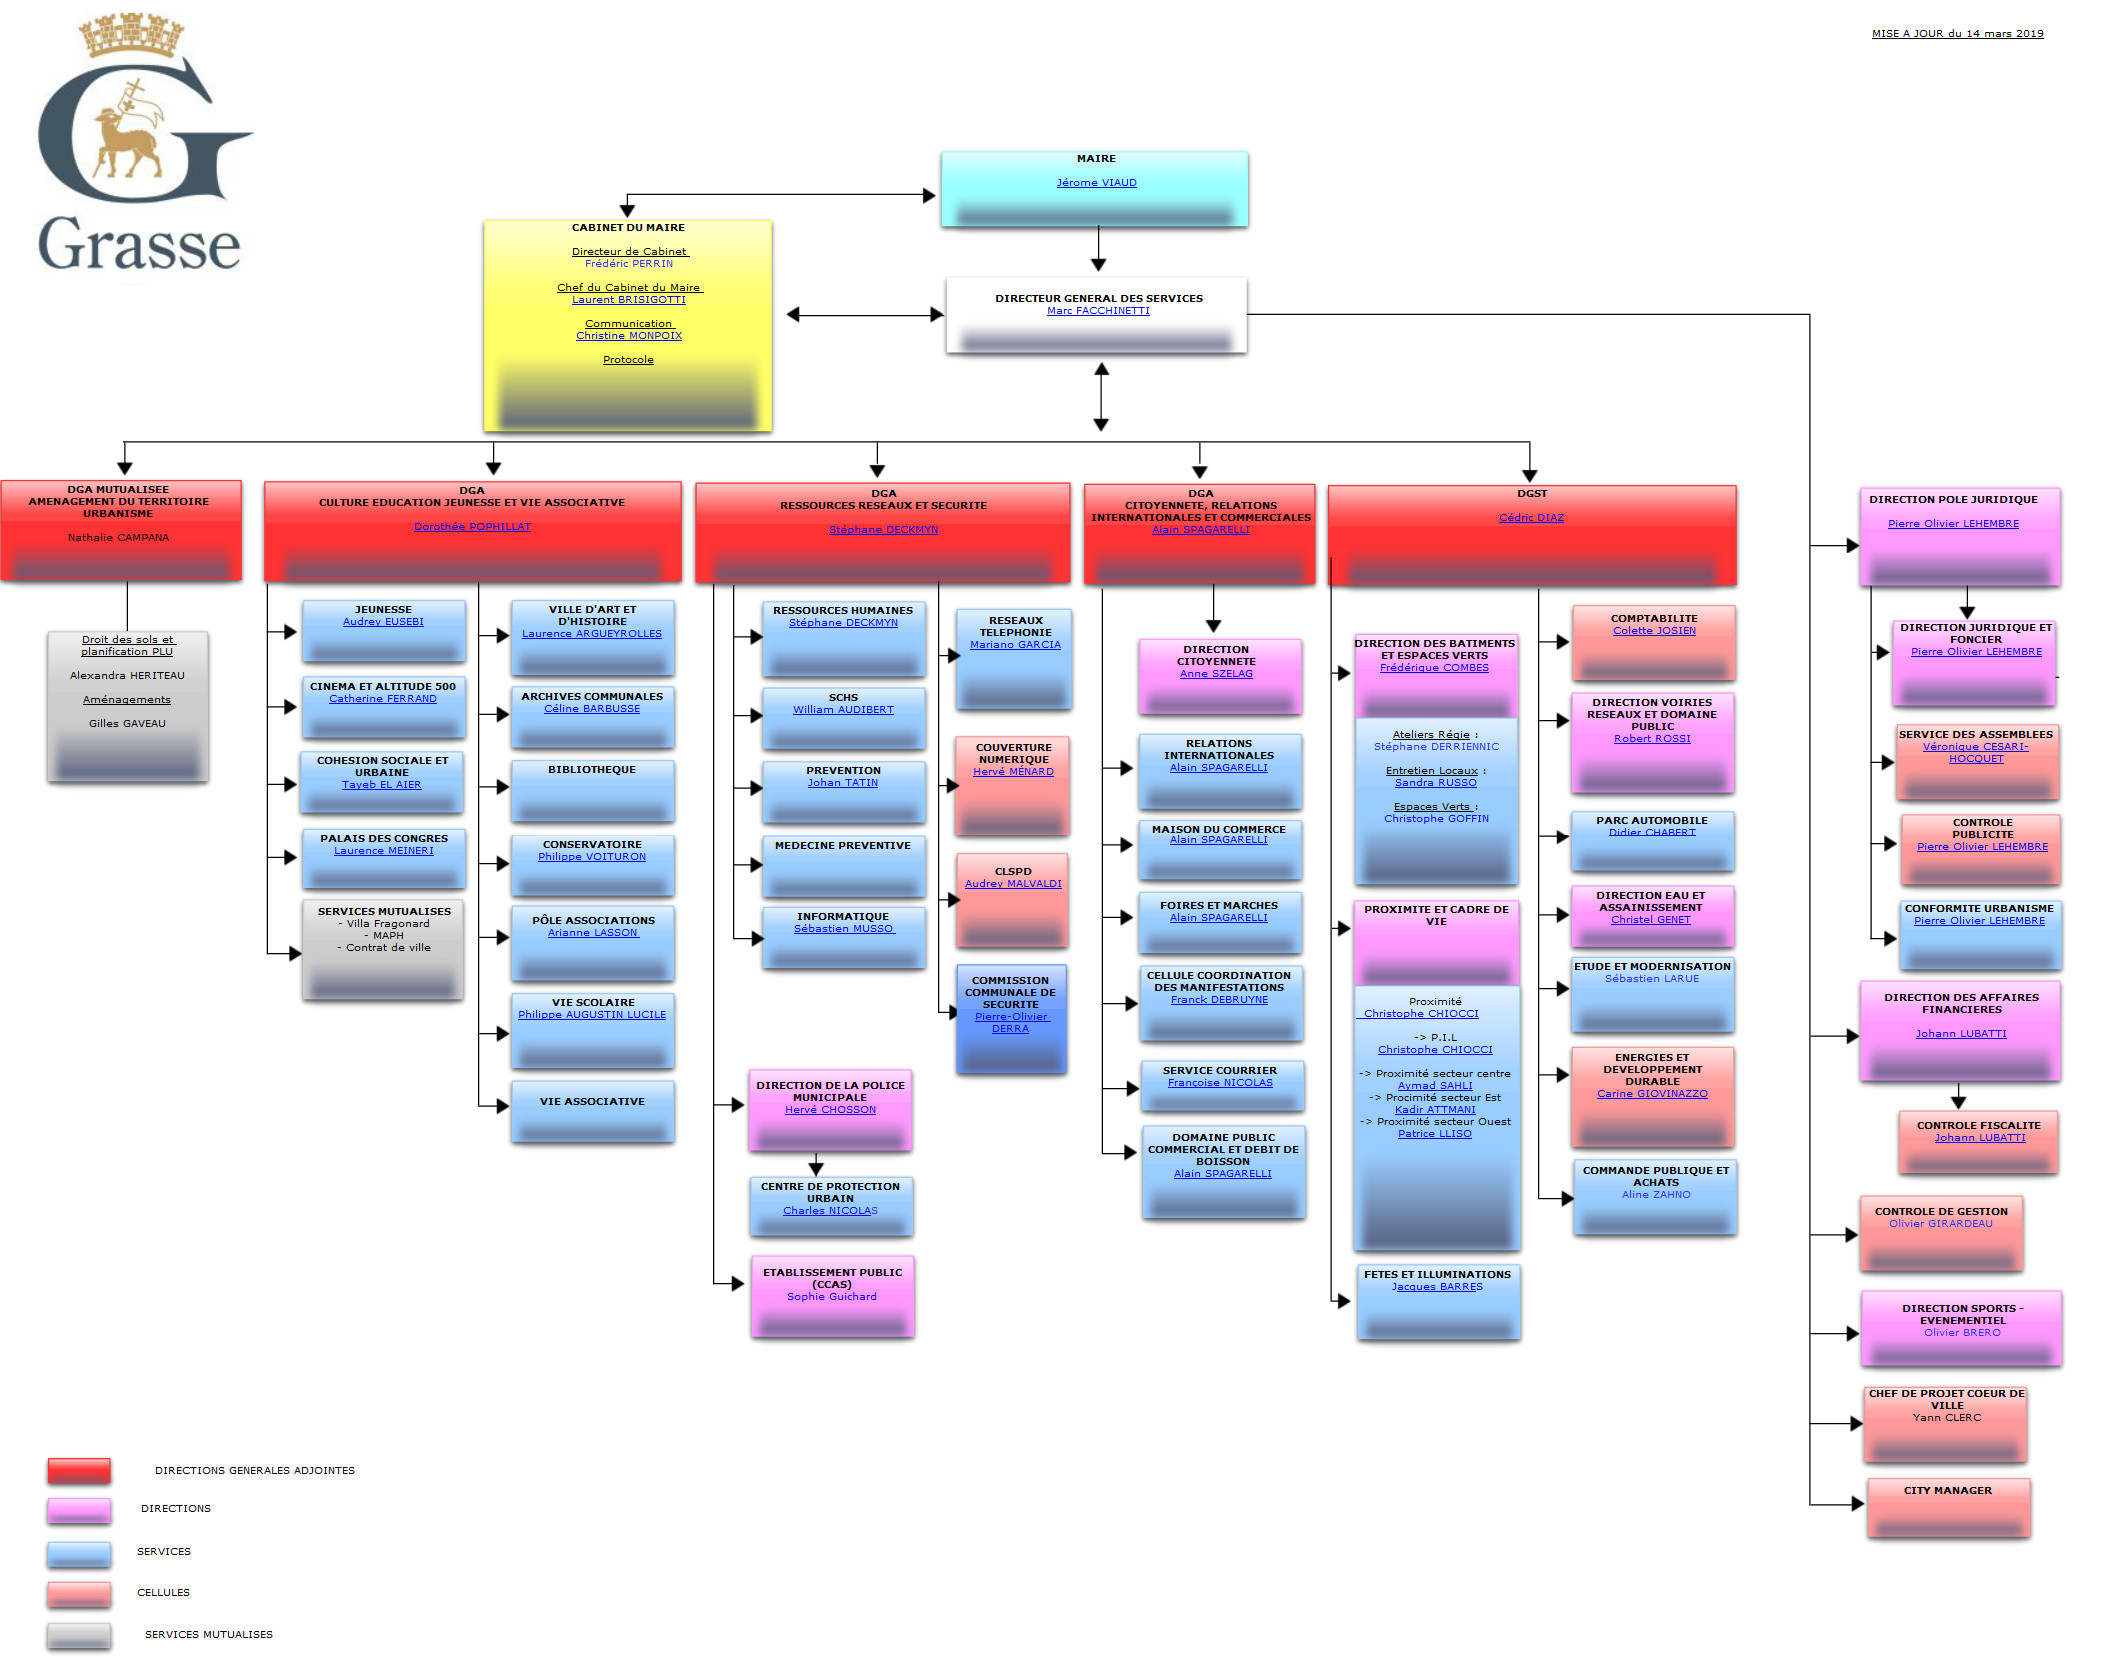 MISE A JOUR du 14 mars 2019
Grasse
MAIRE
Jérome VIAUD
CABINET DU MAIRE
Directeur de Cabinet
Frédéric PERRIN
Chef du Cabinet du Maire
Laurent BRISIGOTTI
Communication
Christine MONPOIX
Protocole
DIRECTEUR GENERAL DES SERVICES
Marc FACCHINETTI
DGA MUTUALISEE
AMENAGEMENT DU TERRITOIRE
URBANISME
Nathalie CAMPANA
Droit des sols et
planification PLU
Alexandra HERITEAU
Aménagements
Gilles GAVEAU
DGA
CULTURE EDUCATION JEUNESSE ET VIE ASSOCIATIVE
Dorothée POPHILLAT
JEUNESSE
Audrey EUSEBI
CINEMA ET ALTITUDE 500
Catherine FERRAND
COHESION SOCIALE ET
URBAINE
Tayeb EL AIER
PALAIS DES CONGRES
Laurence MEINERI
SERVICES MUTUALISES
- Villa Fragonard
- MAPH
- Contrat de ville
VILLE D'ART ET
D'HISTOIRE
Laurence ARGUEYROLLES
ARCHIVES COMMUNALES
Céline BARBUSSE
BIBLIOTHEQUE
CONSERVATOIRE
Philippe VOITURON
PÔLE ASSOCIATIONS
Arianne LASSON
VIE SCOLAIRE
Philippe AUGUSTIN LUCILE
VIE ASSOCIATIVE
DGA
RESSOURCES RESEAUX ET SECURITE
Stéphane DECKMYN
RESSOURCES HUMAINES
Stéphane DECKMYN
SCHS
William AUDIBERT
PREVENTION
Johan TATIN
MEDECINE PREVENTIVE
INFORMATIQUE
Sébastien MUSSO
RESEAUX
TELEPHONIE
Mariano GARCIA
COUVERTURE
NUMERIQUE
Hervé MÉNARD
CLSPD
Audrey MALVALDI
COMMISSION
COMMUNALE DE
SECURITE
Pierre-Olivier
DERRA
DIRECTION DE LA POLICE
MUNICIPALE
Hervé CHOSSON
CENTRE DE PROTECTION
URBAIN
Charles NICOLAS
ETABLISSEMENT PUBLIC
(CCAS)
Sophie Guichard
DGA
CITOYENNETE, RELATIONS
INTERNATIONALES ET COMMERCIALES
Alain SPAGARELLI
DIRECTION
CITOYENNETE
Anne SZELAG
RELATIONS
INTERNATIONALES
Alain SPAGARELLI
MAISON DU COMMERCE
Alain SPAGARELLI
FOIRES ET MARCHES
Alain SPAGARELLI
CELLULE COORDINATION
DES MANIFESTATIONS
Franck DEBRUYNE
SERVICE COURRIER
Francoise NICOLAS
DOMAINE PUBLIC
COMMERCIAL ET DEBIT DE
BOISSON
Alain SPAGARELLI
DGST
Cédric DIAZ
DIRECTION DES BATIMENTS
ET ESPACES VERTS
Frédérique COMBES
Ateliers Régie :
Stéphane DERRIENNIC
Entretien Locaux :
Sandra RUSSO
Espaces Verts :
Christophe GOFFIN
PROXIMITE ET CADRE DE
VIE
Proximité
Christophe CHIOCCI
-> P.I.L
Christophe CHIOCCI
-> Proximité secteur centre
Aymad SAHLI
-> Procimité secteur Est
Kadir ATTMANI
-> Proximité secteur Ouest
Patrice LLISO
FETES ET ILLUMINATIONS
Jacques BARRES
COMPTABILITE
Colette JOSIEN
DIRECTION VOIRIES
RESEAUX ET DOMAINE
PUBLIC
Robert ROSSI
PARC AUTOMOBILE
Didier CHABERT
DIRECTION EAU ET
ASSAINISSEMENT
Christel GENET
ETUDE ET MODERNISATION
Sébastien LARUE
ENERGIES ET
DEVELOPPEMENT
DURABLE
Carine GIOVINAZZO
COMMANDE PUBLIQUE ET
ACHATS
Aline ZAHNO
DIRECTION POLE JURIDIQUE
Pierre Olivier LEHEMBRE
DIRECTION JURIDIQUE ET
FONCIER
Pierre Olivier LEHEMBRE
SERVICE DES ASSEMBLEES
Véronique CESARI-
HOCQUET
CONTROLE
PUBLICITE
Pierre Olivier LEHEMBRE
CONFORMITE URBANISME
Pierre Olivier LEHEMBRE
DIRECTION DES AFFAIRES
FINANCIERES
Johann LUBATTI
CONTROLE FISCALITE
Johann LUBATTI
CONTROLE DE GESTION
Olivier GIRARDEAU
DIRECTION SPORTS -
EVENEMENTIEL
Olivier BRERO
CHEF DE PROJET COEUR DE
VILLE
Yann CLERC
CITY MANAGER
DIRECTIONS GENERALES ADJOINTES
DIRECTIONS
SERVICES
CELLULES
SERVICES MUTUALISES